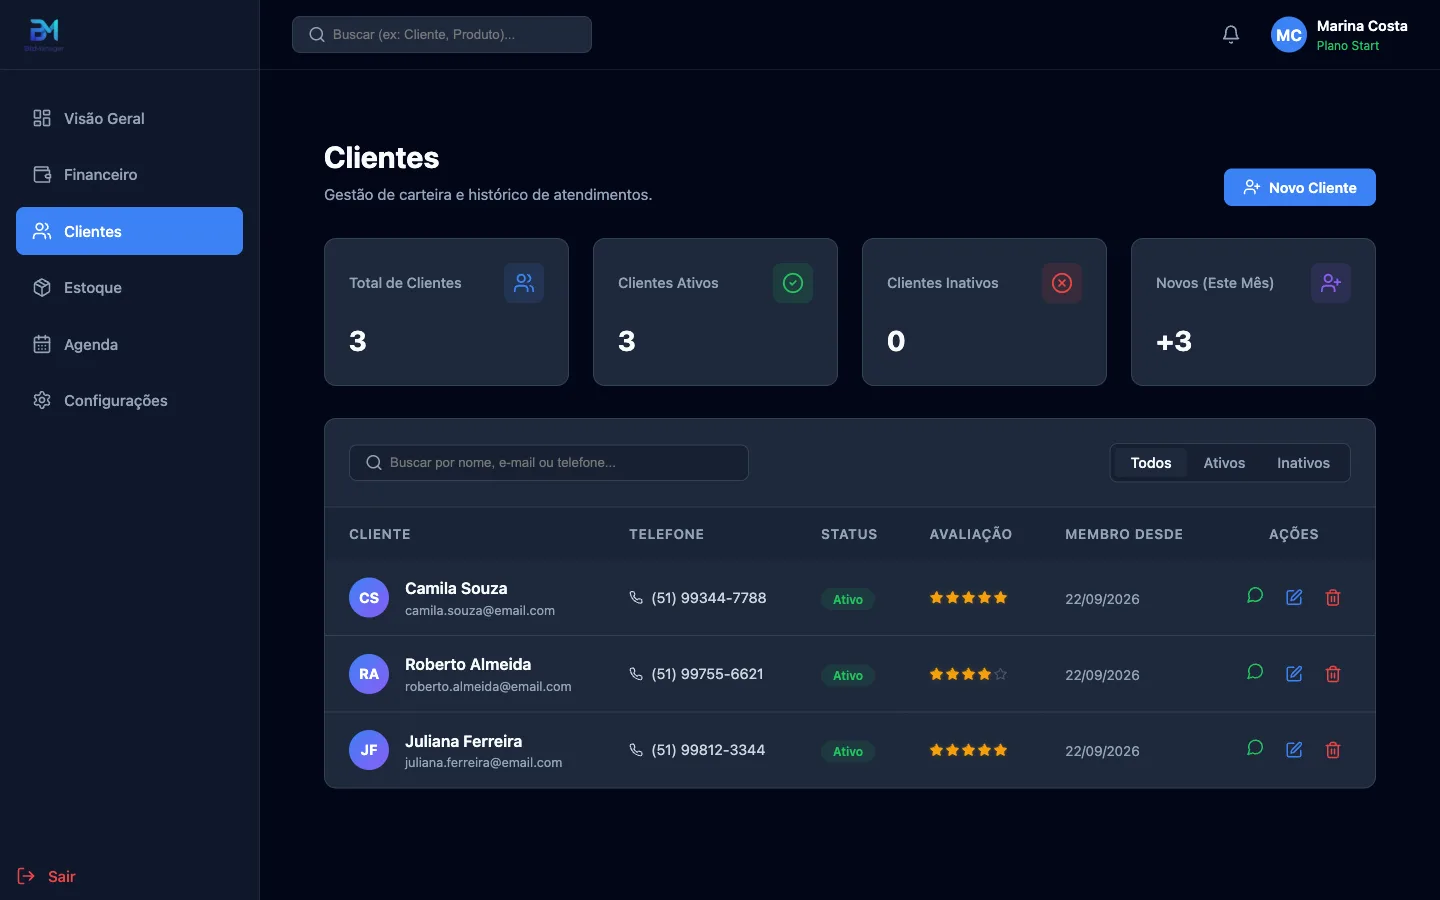 BM
Buscar (ex: Cliente, Produto)...
MC
Marina Costa
Plano Start
Visão Geral
Financeiro
Clientes
Estoque
Agenda
Configurações
Sair
Clientes
Gestão de carteira e histórico de atendimentos.
Novo Cliente
Total de Clientes
3
Clientes Ativos
3
Clientes Inativos
0
Novos (Este Mês)
+3
Buscar por nome, e-mail ou telefone...
Todos Ativos Inativos
CLIENTE TELEFONE STATUS AVALIAÇÃO MEMBRO DESDE AÇÕES
CS
Camila Souza
camila.souza@email.com
(51) 99344-7788
Ativo
22/09/2026
RA
Roberto Almeida
roberto.almeida@email.com
(51) 99755-6621
Ativo
22/09/2026
JF
Juliana Ferreira
juliana.ferreira@email.com
(51) 99812-3344
Ativo
22/09/2026